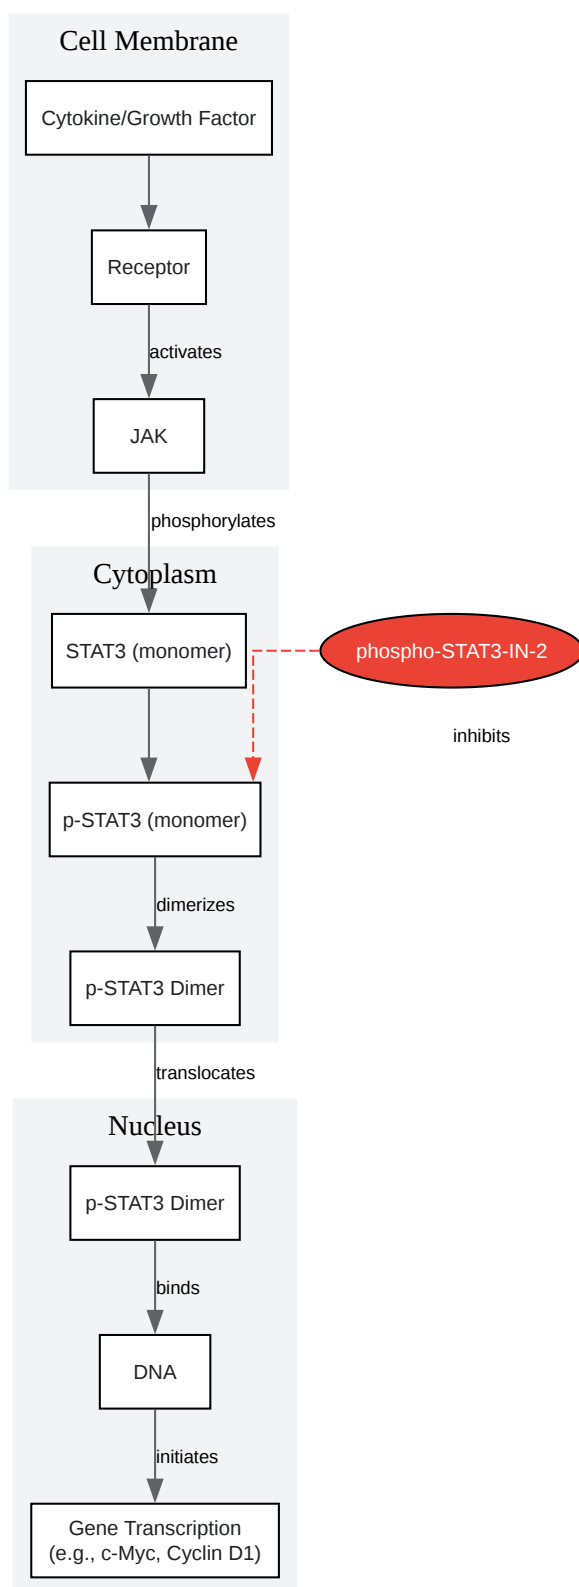 Cell Membrane
Cytokine/Growth Factor
Receptor
activates
JAK
phosphorylates
Cytoplasm
STAT3 (monomer)
phospho-STAT3-IN-2
inhibits
p-STAT3 (monomer)
dimerizes
p-STAT3 Dimer
translocates
Nucleus
p-STAT3 Dimer
binds
DNA
initiates
Gene Transcription
(e.g., c-Myc, Cyclin D1)